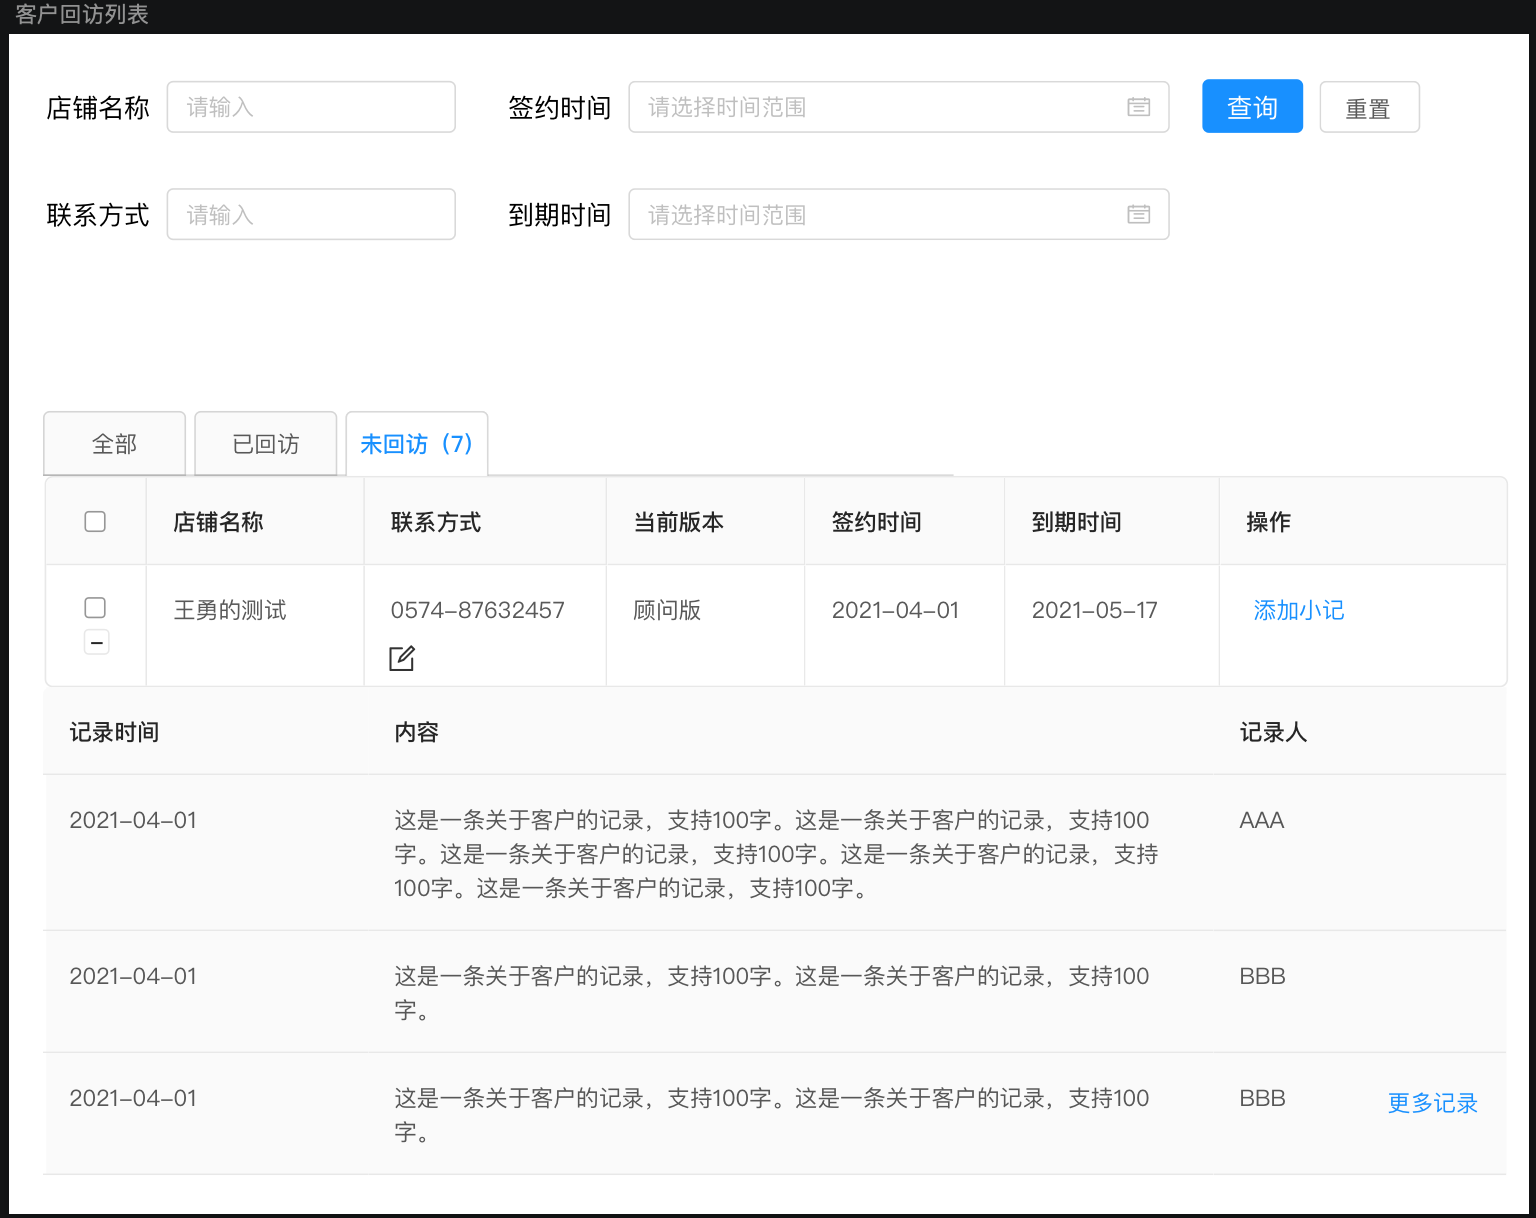 客户回访列表
店铺名称 请输入 签约时间 请选择时间范围 查询 重置
联系方式 请输入 到期时间 请选择时间范围
全部 已回访 未回访（7）
店铺名称 联系方式 当前版本 签约时间 到期时间 操作
王勇的测试 0574-87632457 顾问版 2021-04-01 2021-05-17 添加小记
记录时间 内容 记录人
2021-04-01 这是一条关于客户的记录，支持100字。这是一条关于客户的记录，支持100 AAA
字。这是一条关于客户的记录，支持100字。这是一条关于客户的记录，支持
100字。这是一条关于客户的记录，支持100字。
2021-04-01 这是一条关于客户的记录，支持100字。这是一条关于客户的记录，支持100 BBB
字。
2021-04-01 这是一条关于客户的记录，支持100字。这是一条关于客户的记录，支持100 BBB 更多记录
字。